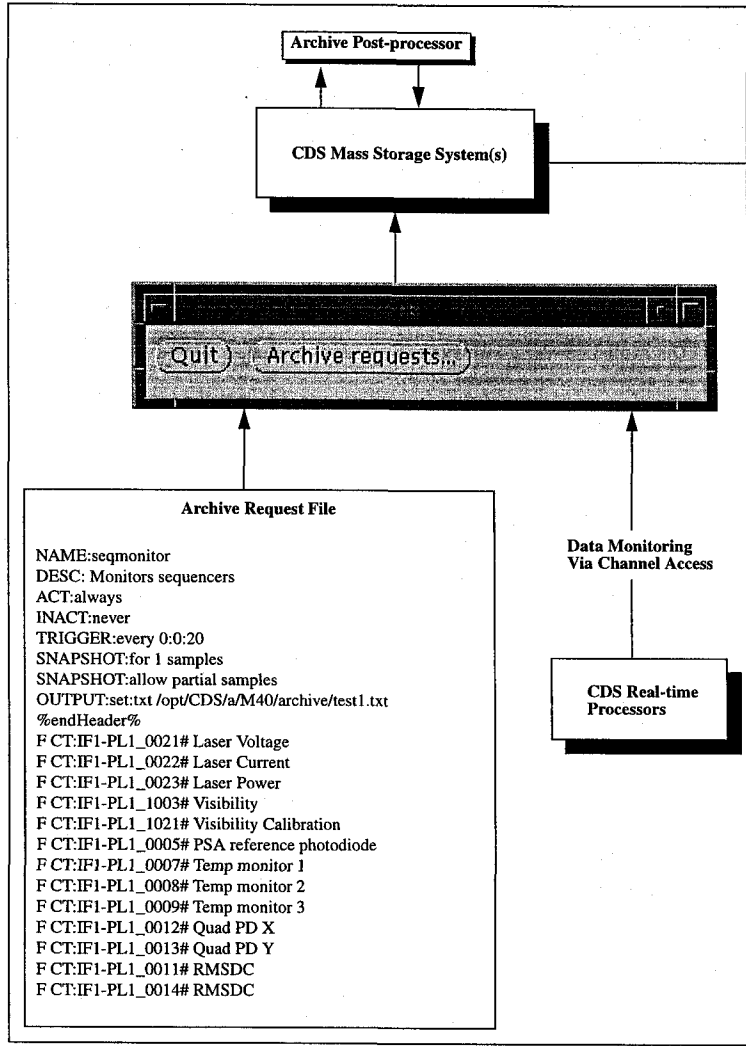 Archive Post-processor
CDS Mass Storage System(s)
Quit
Archive requests...
Archive Request File
NAME:seqmonitor
DESC: Monitors sequencers
ACT:always
INACT:never
TRIGGER:every 0:0:20
SNAPSHOT:for 1 samples
SNAPSHOT:allow partial samples
OUTPUT:set:txt /opt/CDS/a/M40/archive/test1.txt
%endHeader%
F CT:IF1-PL1_0021# Laser Voltage
F CT:IF1-PL1_0022# Laser Current
F CT:IF1-PL1_0023# Laser Power
F CT:IF1-PL1_1003# Visibility
F CT:IF1-PL1_1021# Visibility Calibration
F CT:IF1-PL1_0005# PSA reference photodiode
F CT:IF1-PL1_0007# Temp monitor 1
F CT:IF1-PL1_0008# Temp monitor 2
F CT:IF1-PL1_0009# Temp monitor 3
F CT:IF1-PL1_0012# Quad PD X
F CT:IF1-PL1_0013# Quad PD Y
F CT:IF1-PL1_0011# RMSDC
F CT:IF1-PL1_0014# RMSDC
Data Monitoring
Via Channel Access
CDS Real-time
Processors